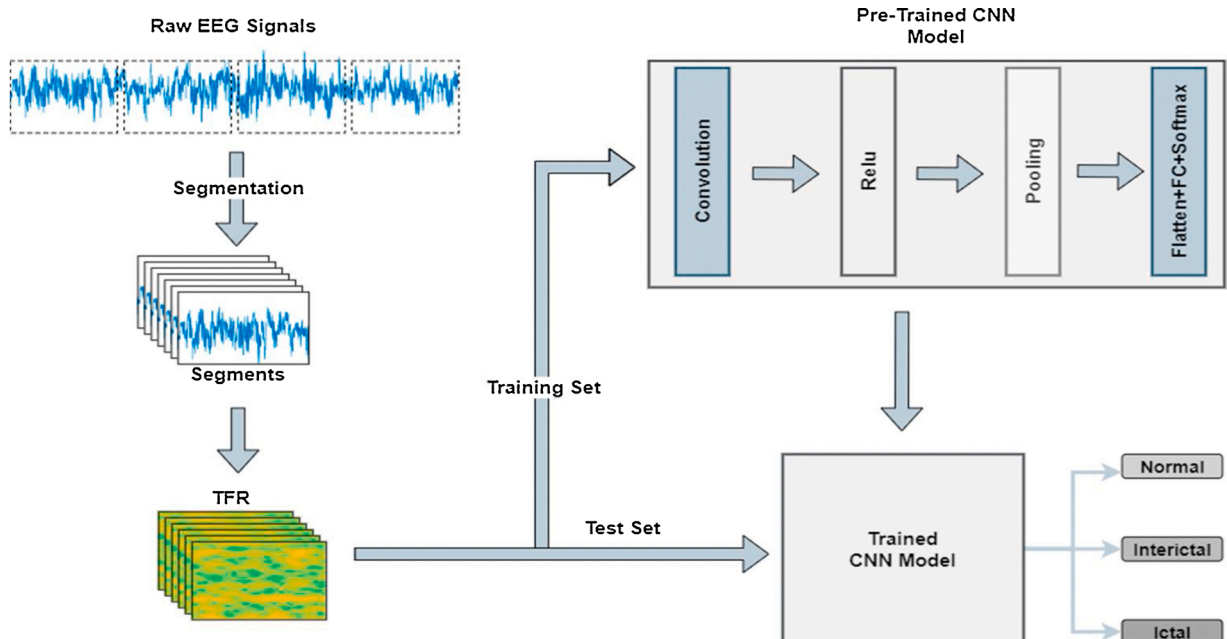 Raw EEG Signals
Segmentation
Segments
TFR
Training Set
Test Set
Pre-Trained CNN
Model
Convolution
Relu
Pooling
Flatten+FC+Softmax
Trained
CNN Model
Normal
Interictal
Ictal